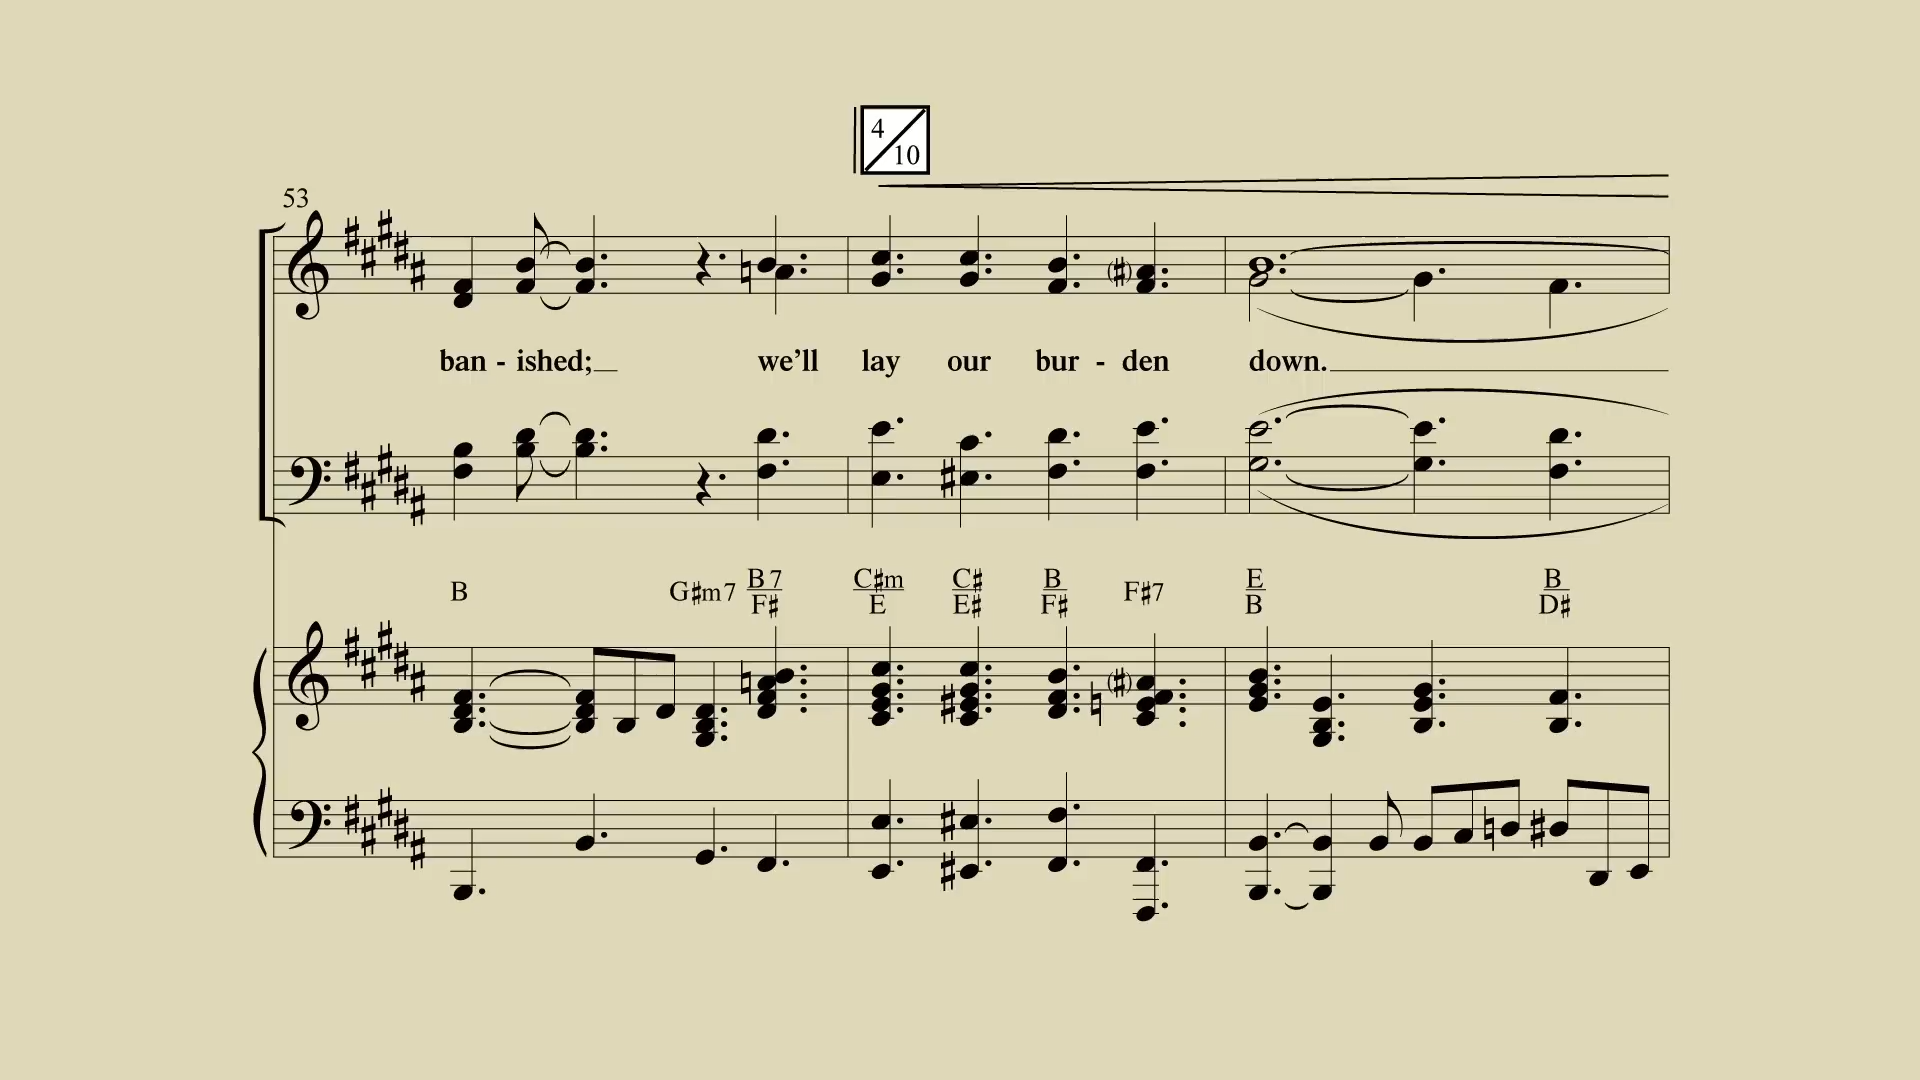 4
10
53
ban - ished; we’ll lay our bur - den down.
B G♯m7 B7 C♯m C♯ B F♯7 E B
F♯ E E♯ F♯ B D♯